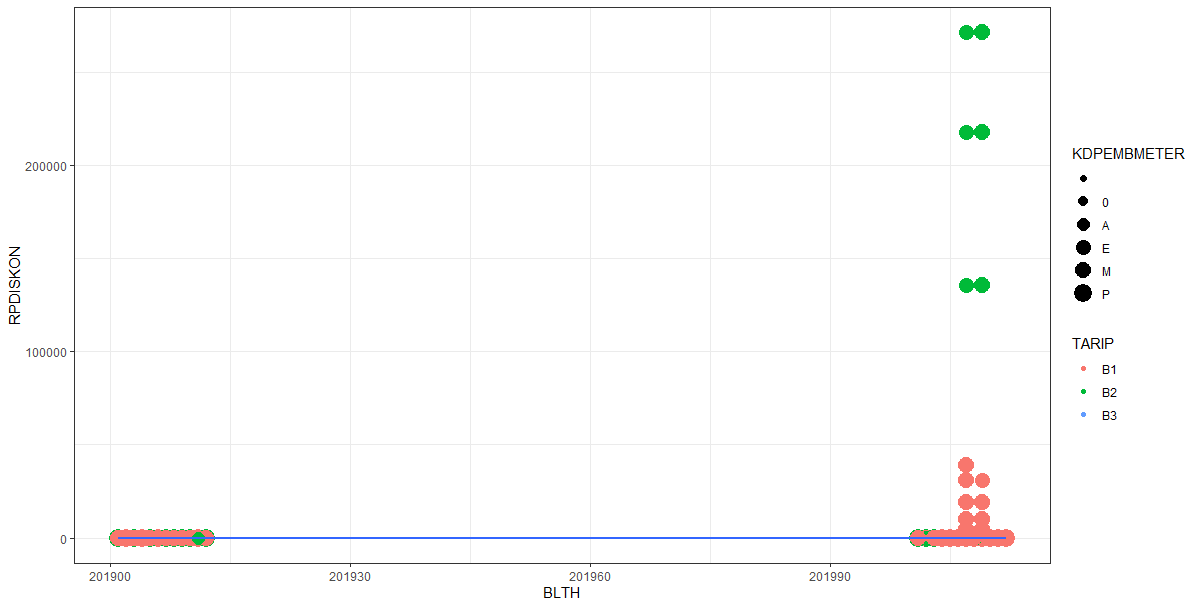 RPDISKON
200000
100000
0
201900
201930
201960
201990
BLTH
KDPEMBMETER
0
A
E
M
P
TARIP
B1
B2
B3